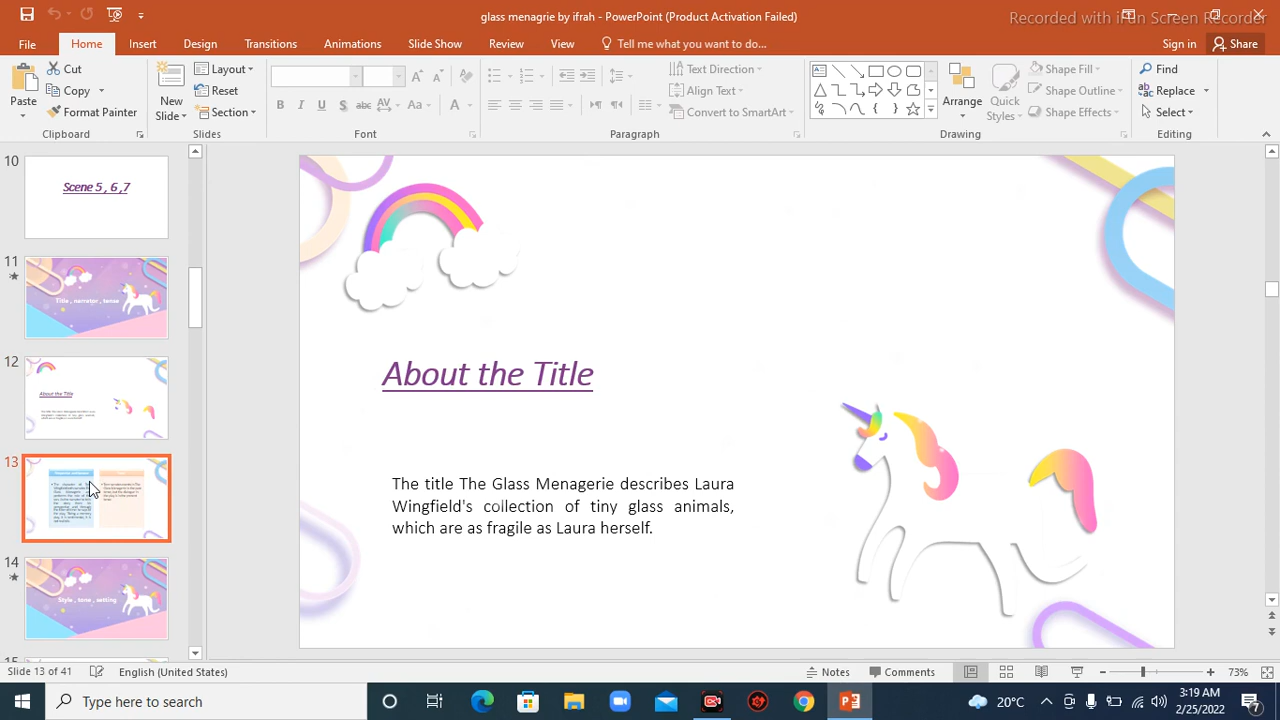 glass menagrie by ifrah - PowerPoint (Product Activation Failed)
Recorded with iFun Screen Recorder
File Home Insert Design Transitions Animations Slide Show Review View Tell me what you want to do... Sign in Share
Paste
Cut
Copy
Format Painter
Clipboard
New Slide
Layout
Reset
Section
Slides
Font
Text Direction
Align Text
Convert to SmartArt
Paragraph
Arrange
Quick Styles
Shape Fill
Shape Outline
Shape Effects
Drawing
Find
Replace
Select
Editing
10
Scene 5 , 6 ,7
11
Title , narrator , tense
12
About the Title
13
14
Style , tone , setting
15
About the Title
The title The Glass Menagerie describes Laura
Wingfield's collection of tiny glass animals,
which are as fragile as Laura herself.
Slide 13 of 41 English (United States) Notes Comments 73%
Type here to search
20°C
3:19 AM
2/25/2022
7